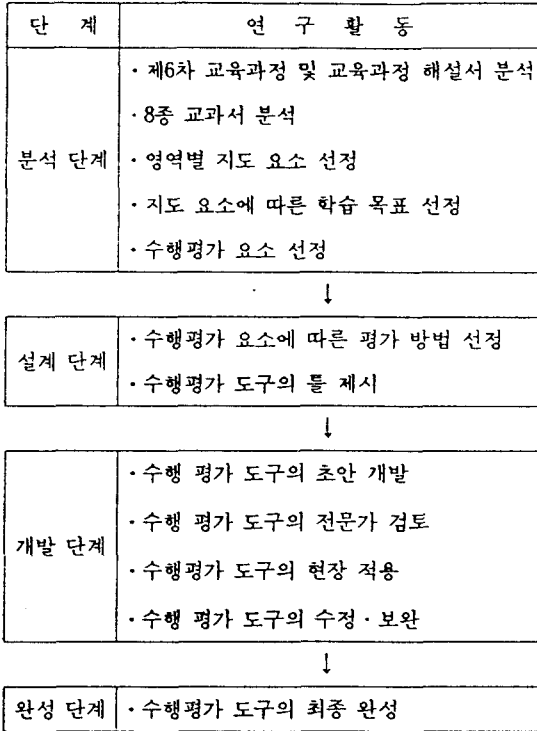 단 계 연 구 활 동
· 제6차 교육과정 및 교육과정 해설서 분석
· 8종 교과서 분석
분석 단계 · 영역별 지도 요소 선정
· 지도 요소에 따른 학습 목표 선정
· 수행평가 요소 선정
↓
· 수행평가 요소에 따른 평가 방법 선정
설계 단계
· 수행평가 도구의 틀 제시
↓
· 수행 평가 도구의 초안 개발
· 수행 평가 도구의 전문가 검토
개발 단계
· 수행평가 도구의 현장 적용
· 수행 평가 도구의 수정 · 보완
↓
완성 단계 · 수행평가 도구의 최종 완성